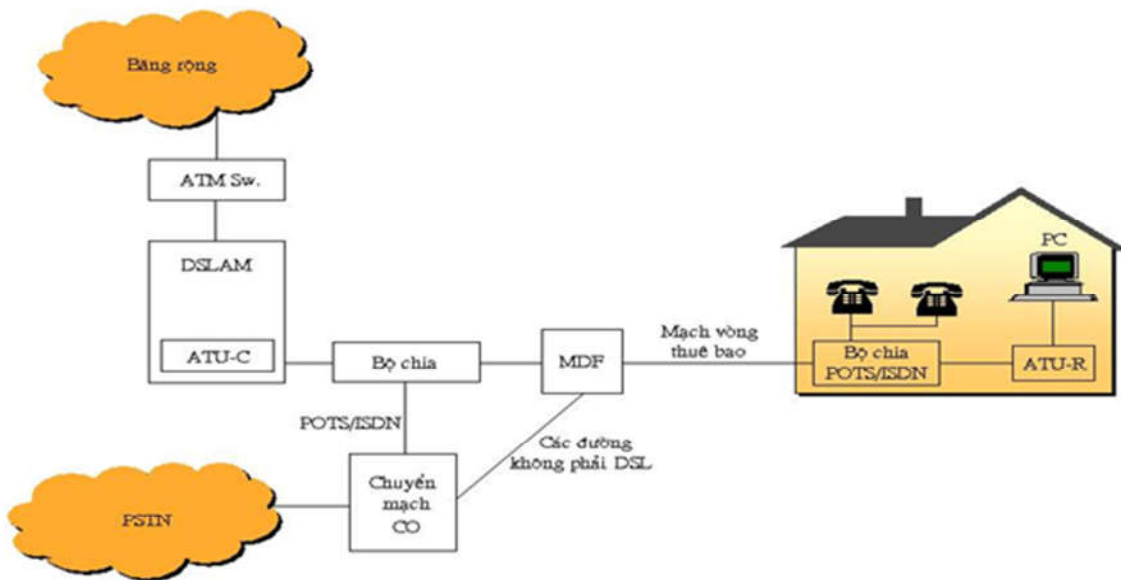 Băng rộng
ATM Sw.
DSLAM
ATU-C
Bộ chia
MDF
Mạch vòng
thuê bao
PC
Bộ chia
POTS/ISDN
ATU-R
POTS/ISDN
Các đường
không phải DSL
Chuyển
mạch
CO
PSTN